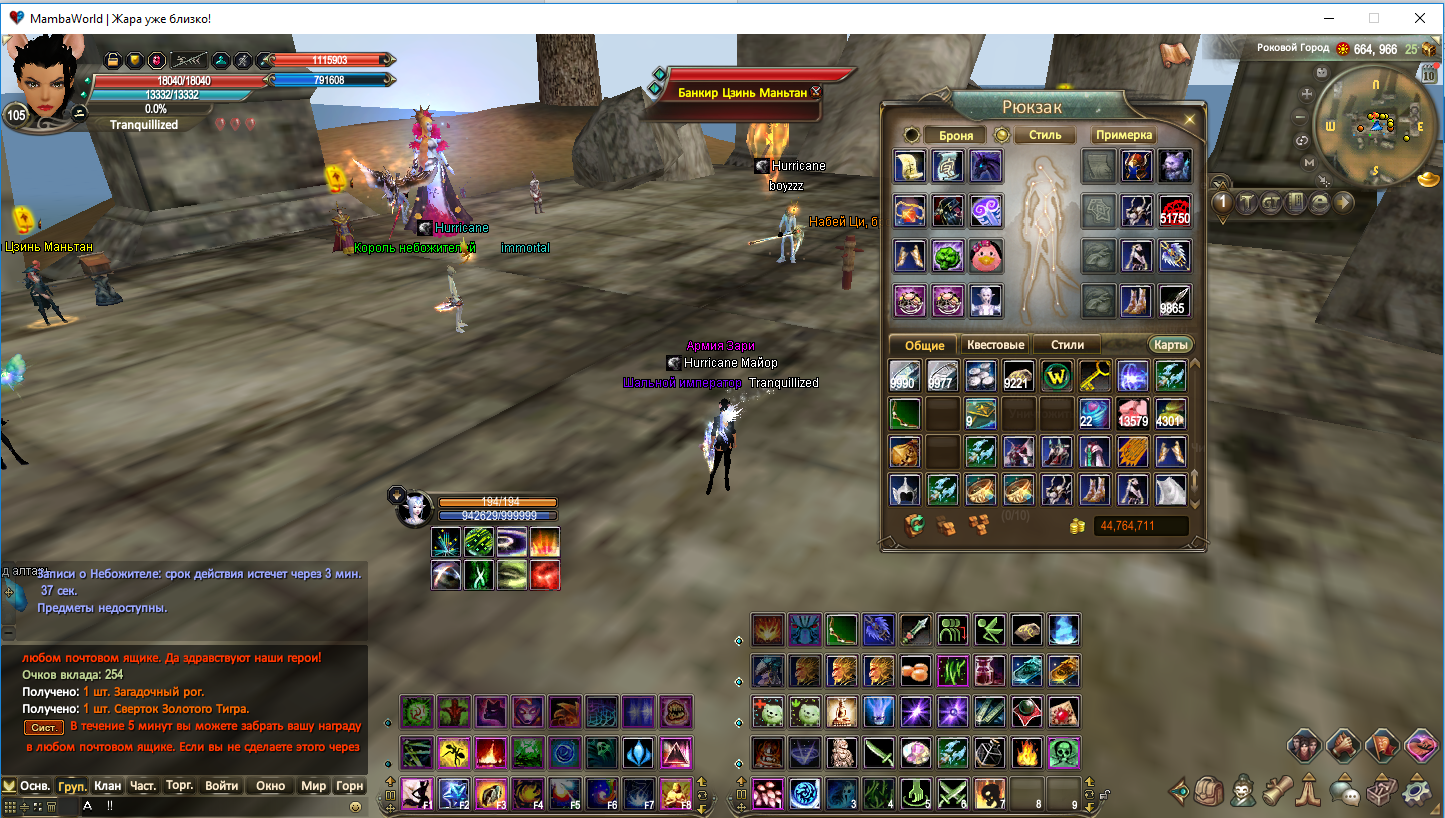 MambaWorld | Жара уже близко!
Роковой Город 664, 966 25
10
1115903
791608
18040/18040
13332/13332
0.0%
105
Tranquillized
Банкир Цзинь Маньтан
Hurricane
boyzzz
Набей Ци, б
Hurricane
Король небожителей
immortal
Цзинь Маньтан
Армия Зари
Hurricane Майор
Шальной император Tranquillized
Рюкзак
Броня Стиль Примерка
51750
9865
Общие Квестовые Стили Карты
9990 9977 9221
9 22 13579 4301
(0/10)
44,764,711
1
194/194
942629/999999
Записи о Небожителе: срок действия истечет через 3 мин.
37 сек.
Предметы недоступны.
любом почтовом ящике. Да здравствуют наши герои!
Очков вклада: 254
Получено: 1 шт. Загадочный рог.
Получено: 1 шт. Сверток Золотого Тигра.
Сист. В течение 5 минут вы можете забрать вашу награду
в любом почтовом ящике. Если вы не сделаете этого через
Оснв. Груп. Клан Част. Торг. Войти Окно Мир Горн
A !!
F1 F2 F3 F4 F5 F6 F7 F8
3 4 5 6 7 8 9